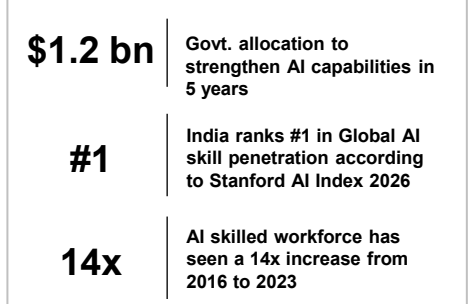 $1.2 bn
Govt. allocation to
strengthen AI capabilities in
5 years
#1
India ranks #1 in Global AI
skill penetration according
to Stanford AI Index 2026
14x
AI skilled workforce has
seen a 14x increase from
2016 to 2023